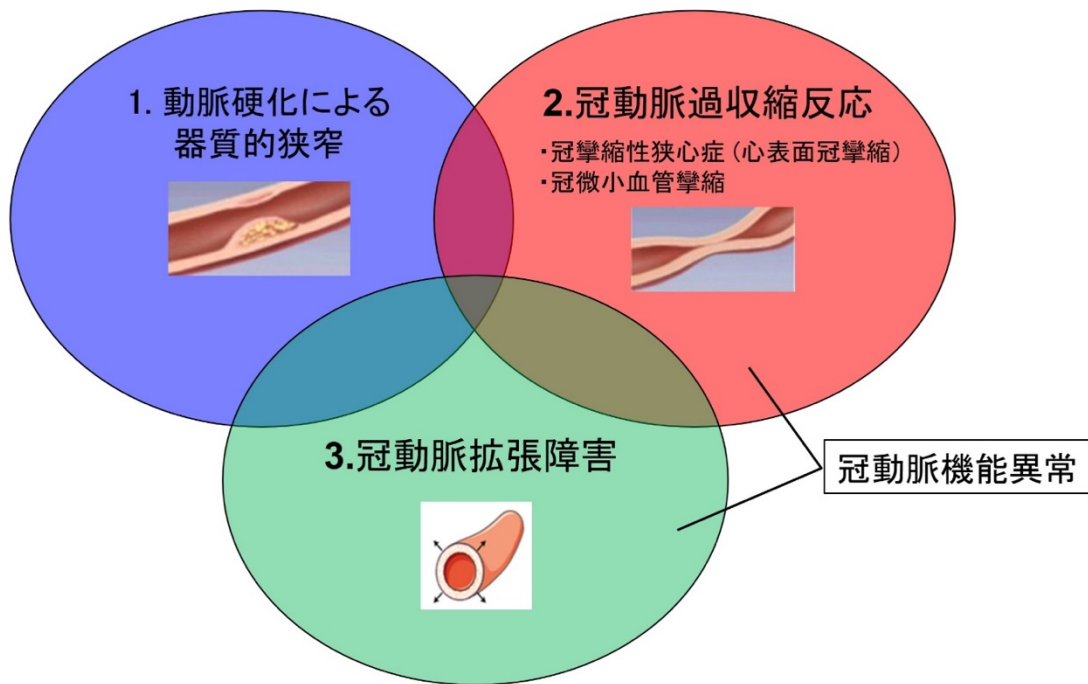 1. 動脈硬化による
器質的狭窄
2.冠動脈過収縮反応
・冠攣縮性狭心症 (心表面冠攣縮)
・冠微小血管攣縮
3.冠動脈拡張障害
冠動脈機能異常